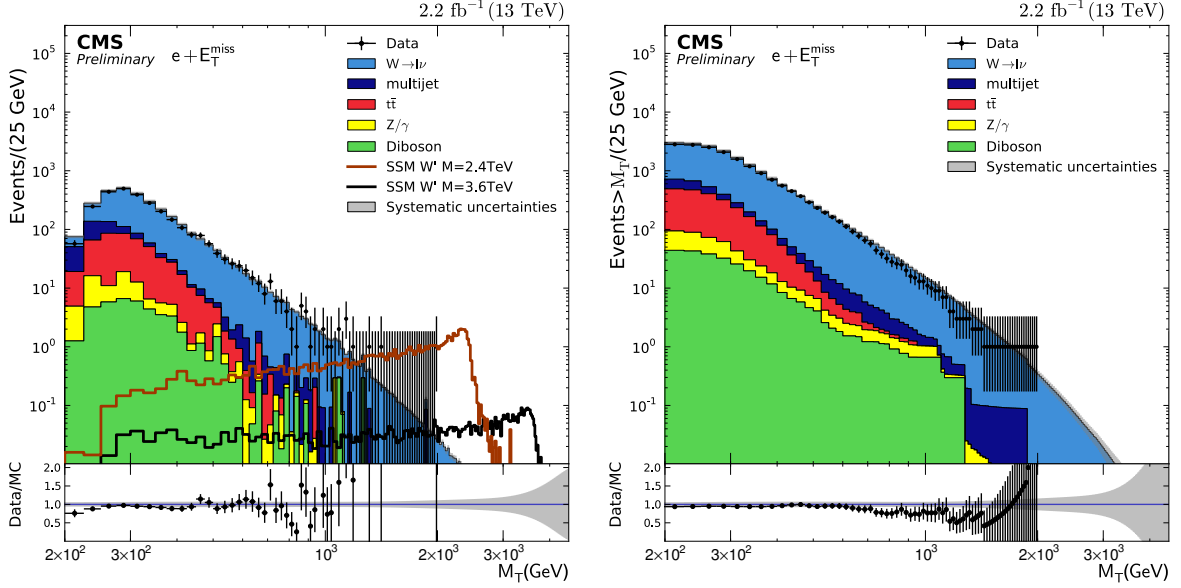 2.2 fb⁻¹ (13 TeV)
CMS
Preliminary
e+E_T^miss
Data
W→lν
multijet
tt̄
Z/γ
Diboson
SSM W' M=2.4TeV
SSM W' M=3.6TeV
Systematic uncertainties
Events/(25 GeV)
10⁵
10⁴
10³
10²
10¹
10⁰
10⁻¹
Data/MC
2.0
1.5
1.0
0.5
2×10² 3×10² 10³ 2×10³ 3×10³
M_T(GeV)
2.2 fb⁻¹ (13 TeV)
CMS
Preliminary
e+E_T^miss
Data
W→lν
multijet
tt̄
Z/γ
Diboson
Systematic uncertainties
Events>M_T/(25 GeV)
10⁵
10⁴
10³
10²
10¹
10⁰
10⁻¹
Data/MC
2.0
1.5
1.0
0.5
2×10² 3×10² 10³ 2×10³ 3×10³
M_T(GeV)